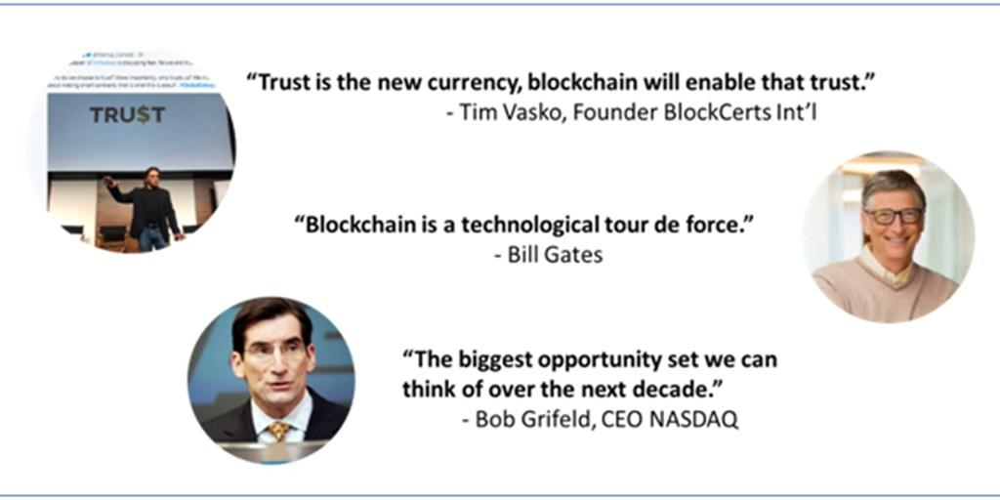 TRU$T
“Trust is the new currency, blockchain will enable that trust.”
- Tim Vasko, Founder BlockCerts Int’l
“Blockchain is a technological tour de force.”
- Bill Gates
“The biggest opportunity set we can
think of over the next decade.”
- Bob Grifeld, CEO NASDAQ